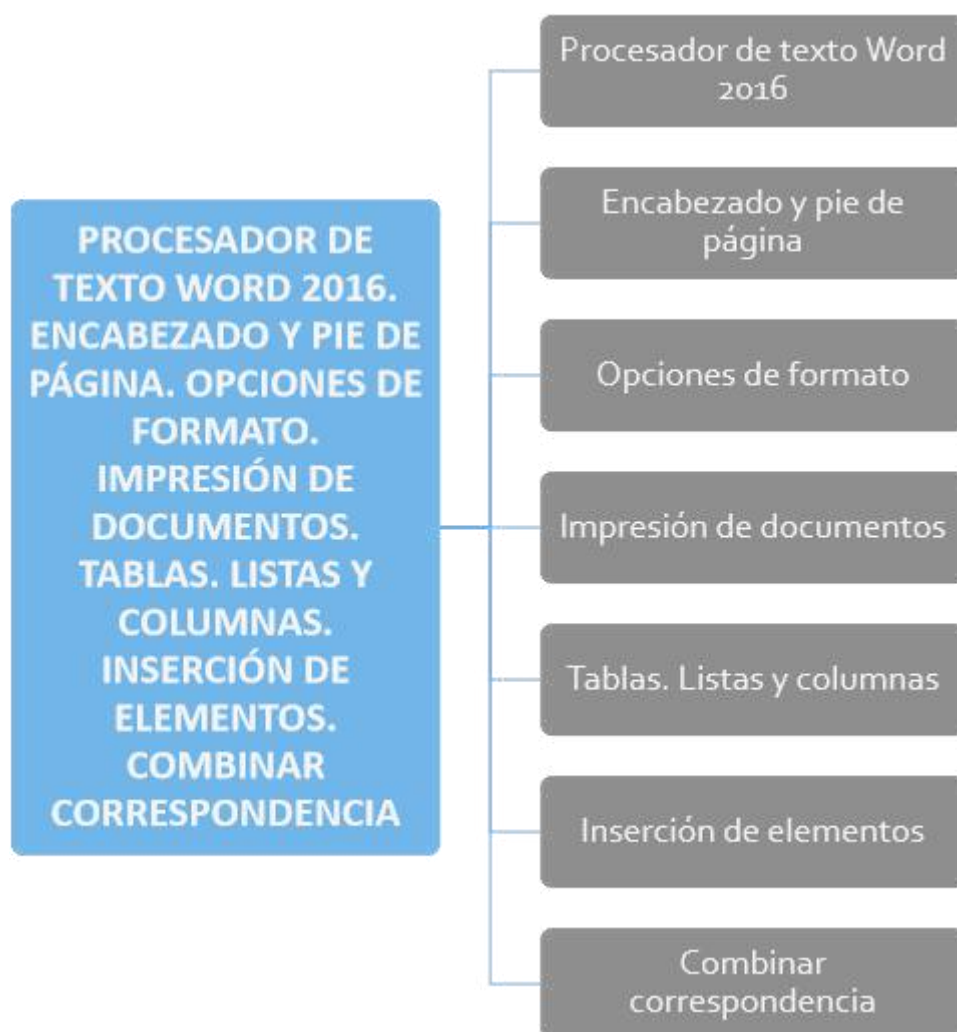 PROCESADOR DE
TEXTO WORD 2016.
ENCABEZADO Y PIE DE
PÁGINA. OPCIONES DE
FORMATO.
IMPRESIÓN DE
DOCUMENTOS.
TABLAS. LISTAS Y
COLUMNAS.
INSERCIÓN DE
ELEMENTOS.
COMBINAR
CORRESPONDENCIA
Procesador de texto Word
2016
Encabezado y pie de
página
Opciones de formato
Impresión de documentos
Tablas. Listas y columnas
Inserción de elementos
Combinar
correspondencia